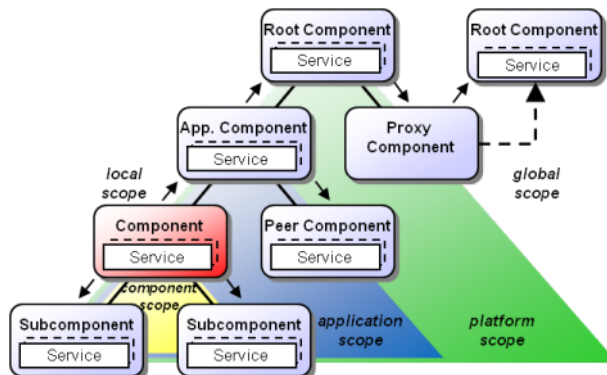 Root Component
Service
Root Component
Service
App. Component
Service
Proxy
Component
local
scope
global
scope
Component
Service
Peer Component
Service
component
scope
Subcomponent
Service
Subcomponent
Service
application
scope
platform
scope